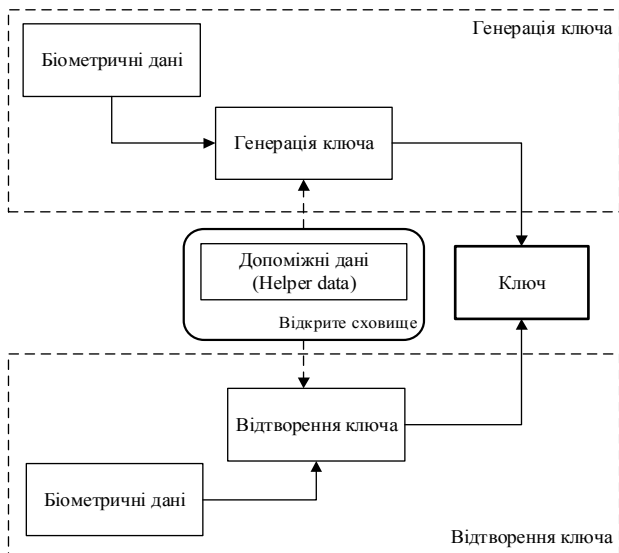 Генерація ключа
Біометричні дані
Генерація ключа
Допоміжні дані
(Helper data)
Відкрите сховище
Ключ
Відтворення ключа
Біометричні дані
Відтворення ключа